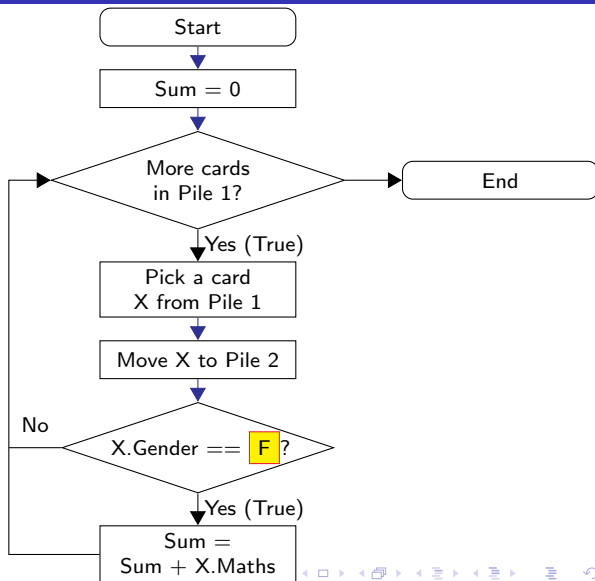 Start
Sum = 0
More cards
in Pile 1?
End
Yes (True)
Pick a card
X from Pile 1
Move X to Pile 2
No
X.Gender == F ?
Yes (True)
Sum =
Sum + X.Maths